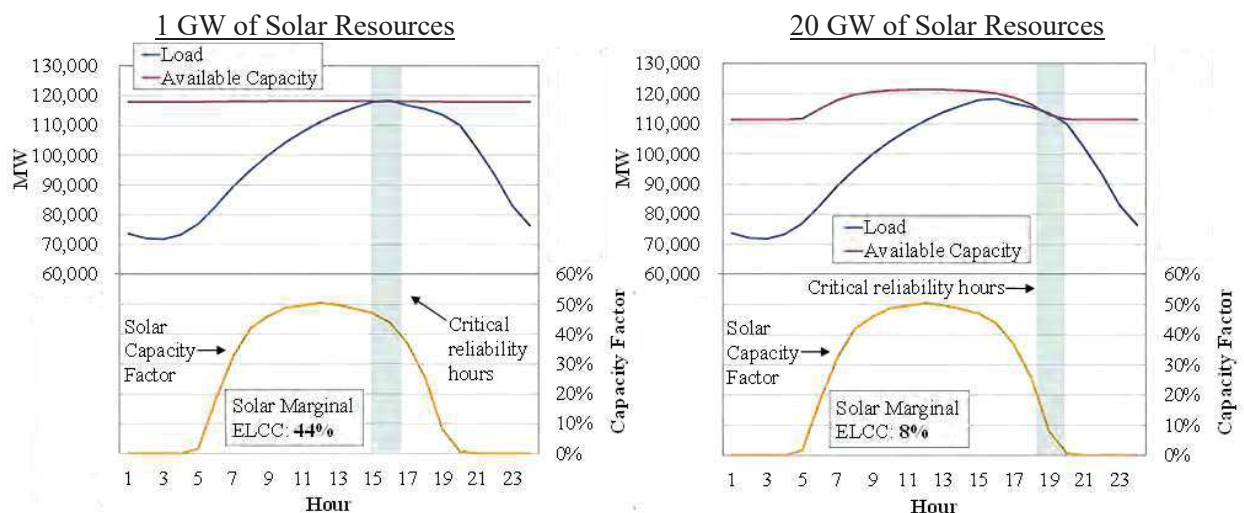 1 GW of Solar Resources
Load
Available Capacity
130,000
120,000
110,000
100,000
90,000
80,000
70,000
60,000
MW
60%
50%
40%
30%
20%
10%
0%
Capacity Factor
Solar
Capacity
Factor
Critical
reliability
hours
Solar Marginal
ELCC: 44%
1 3 5 7 9 11 13 15 17 19 21 23
Hour
20 GW of Solar Resources
130,000
120,000
110,000
100,000
90,000
80,000
70,000
60,000
MW
Load
Available Capacity
60%
50%
40%
30%
20%
10%
0%
Capacity Factor
Critical reliability hours
Solar
Capacity
Factor
Solar Marginal
ELCC: 8%
1 3 5 7 9 11 13 15 17 19 21 23
Hour